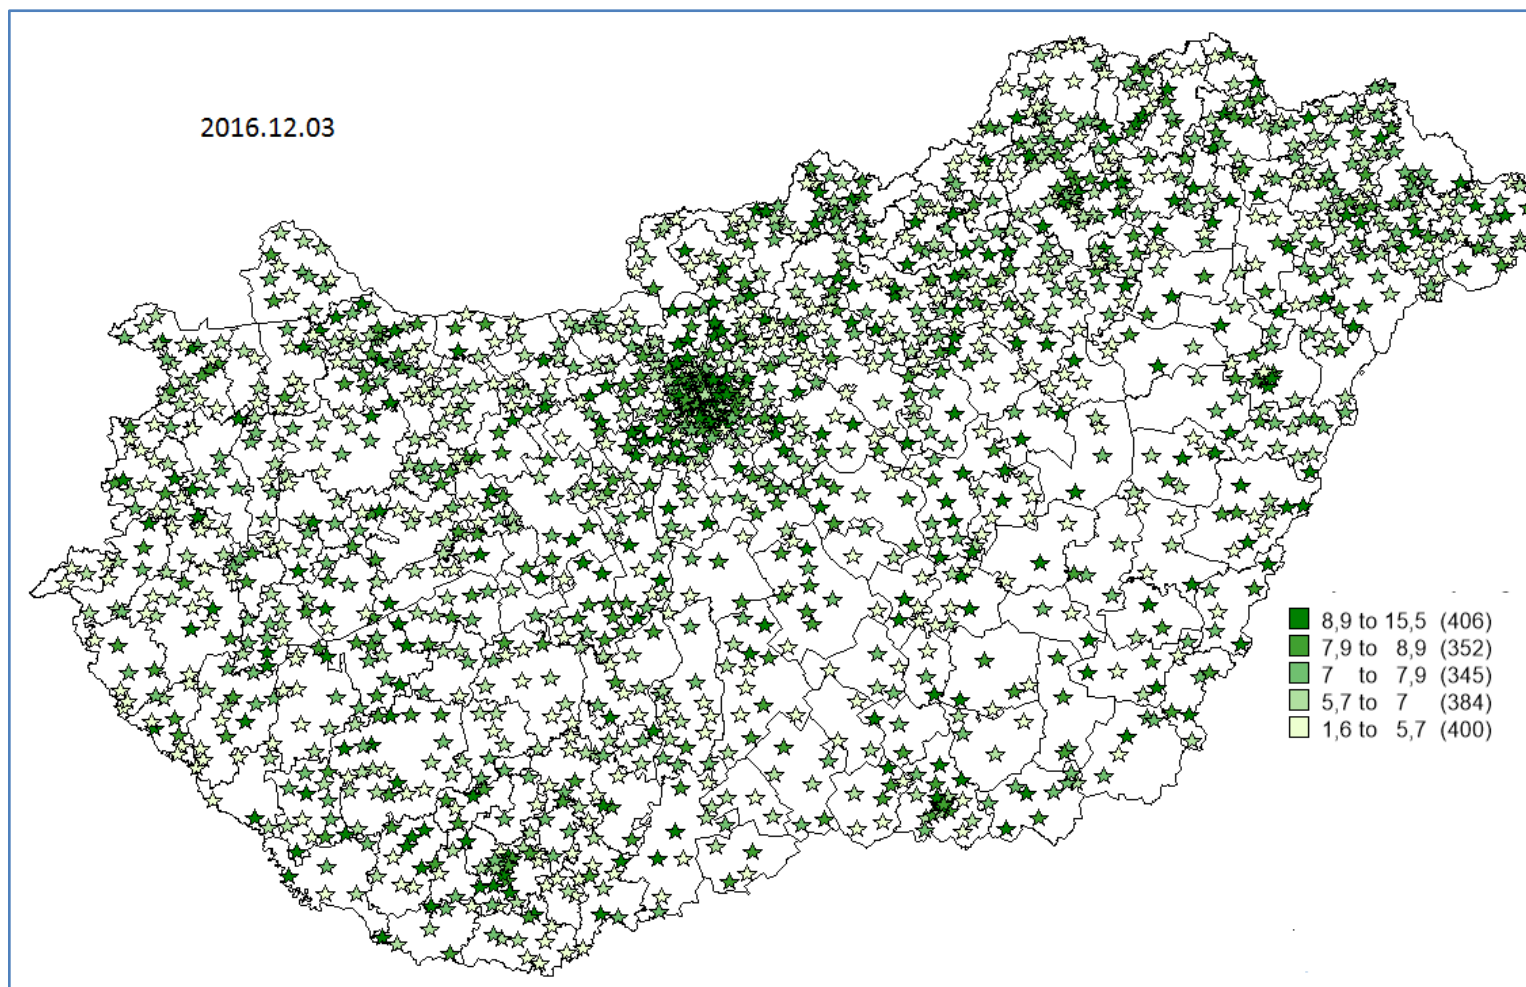 2016.12.03
8,9 to 15,5 (406)
7,9 to 8,9 (352)
7 to 7,9 (345)
5,7 to 7 (384)
1,6 to 5,7 (400)